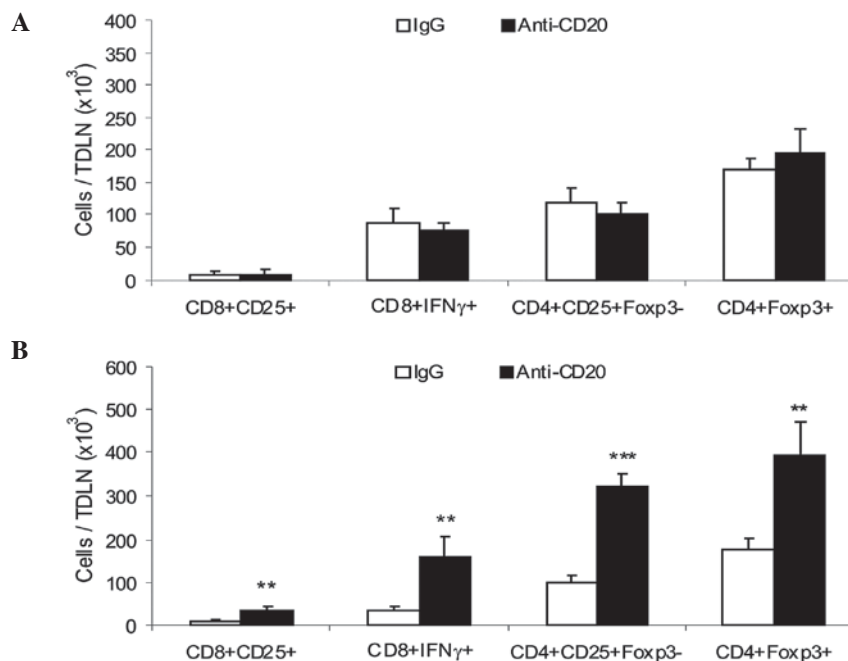 A
IgG Anti-CD20
Cells / TDLN (x10³)
400
350
300
250
200
150
100
50
0
CD8+CD25+ CD8+IFNγ+ CD4+CD25+Foxp3- CD4+Foxp3+
B
IgG Anti-CD20
Cells / TDLN (x10³)
600
500
400
300
200
100
0
** ** *** **
CD8+CD25+ CD8+IFNγ+ CD4+CD25+Foxp3- CD4+Foxp3+